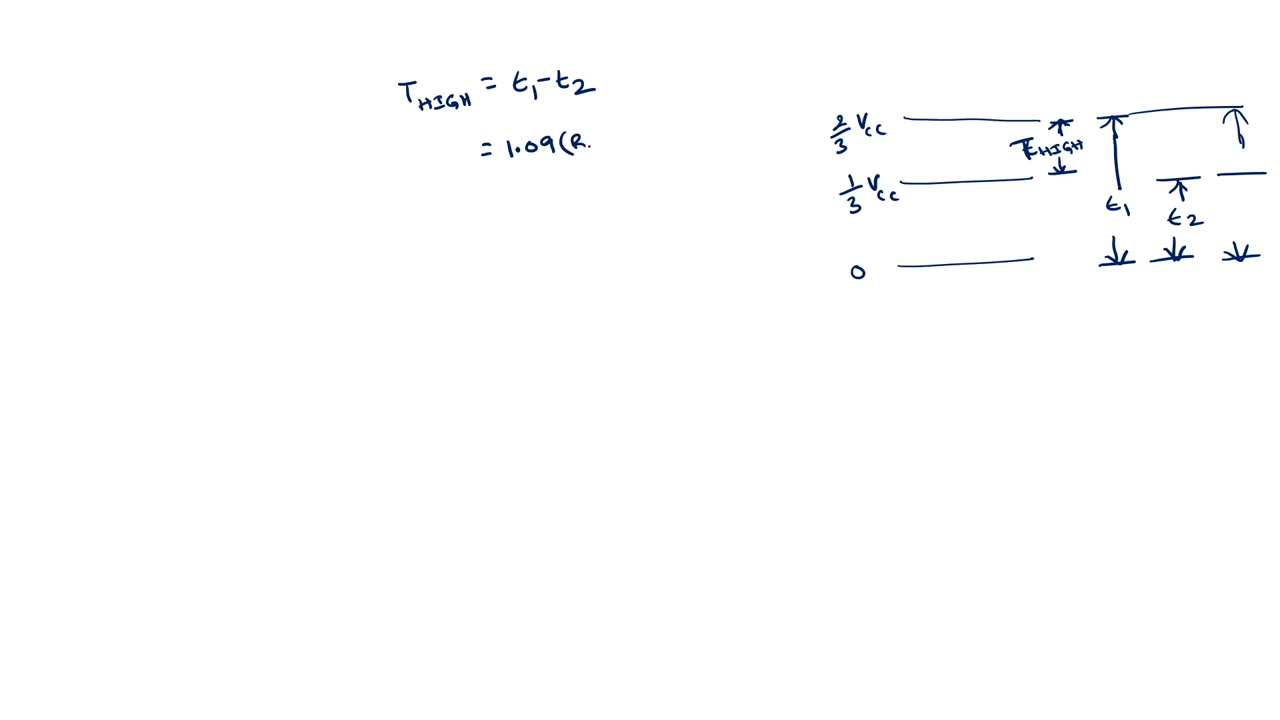 T_HIGH = t₁ - t₂
= 1.09(R.
2/3 Vcc
T_HIGH
1/3 Vcc
t₁
t₂
0